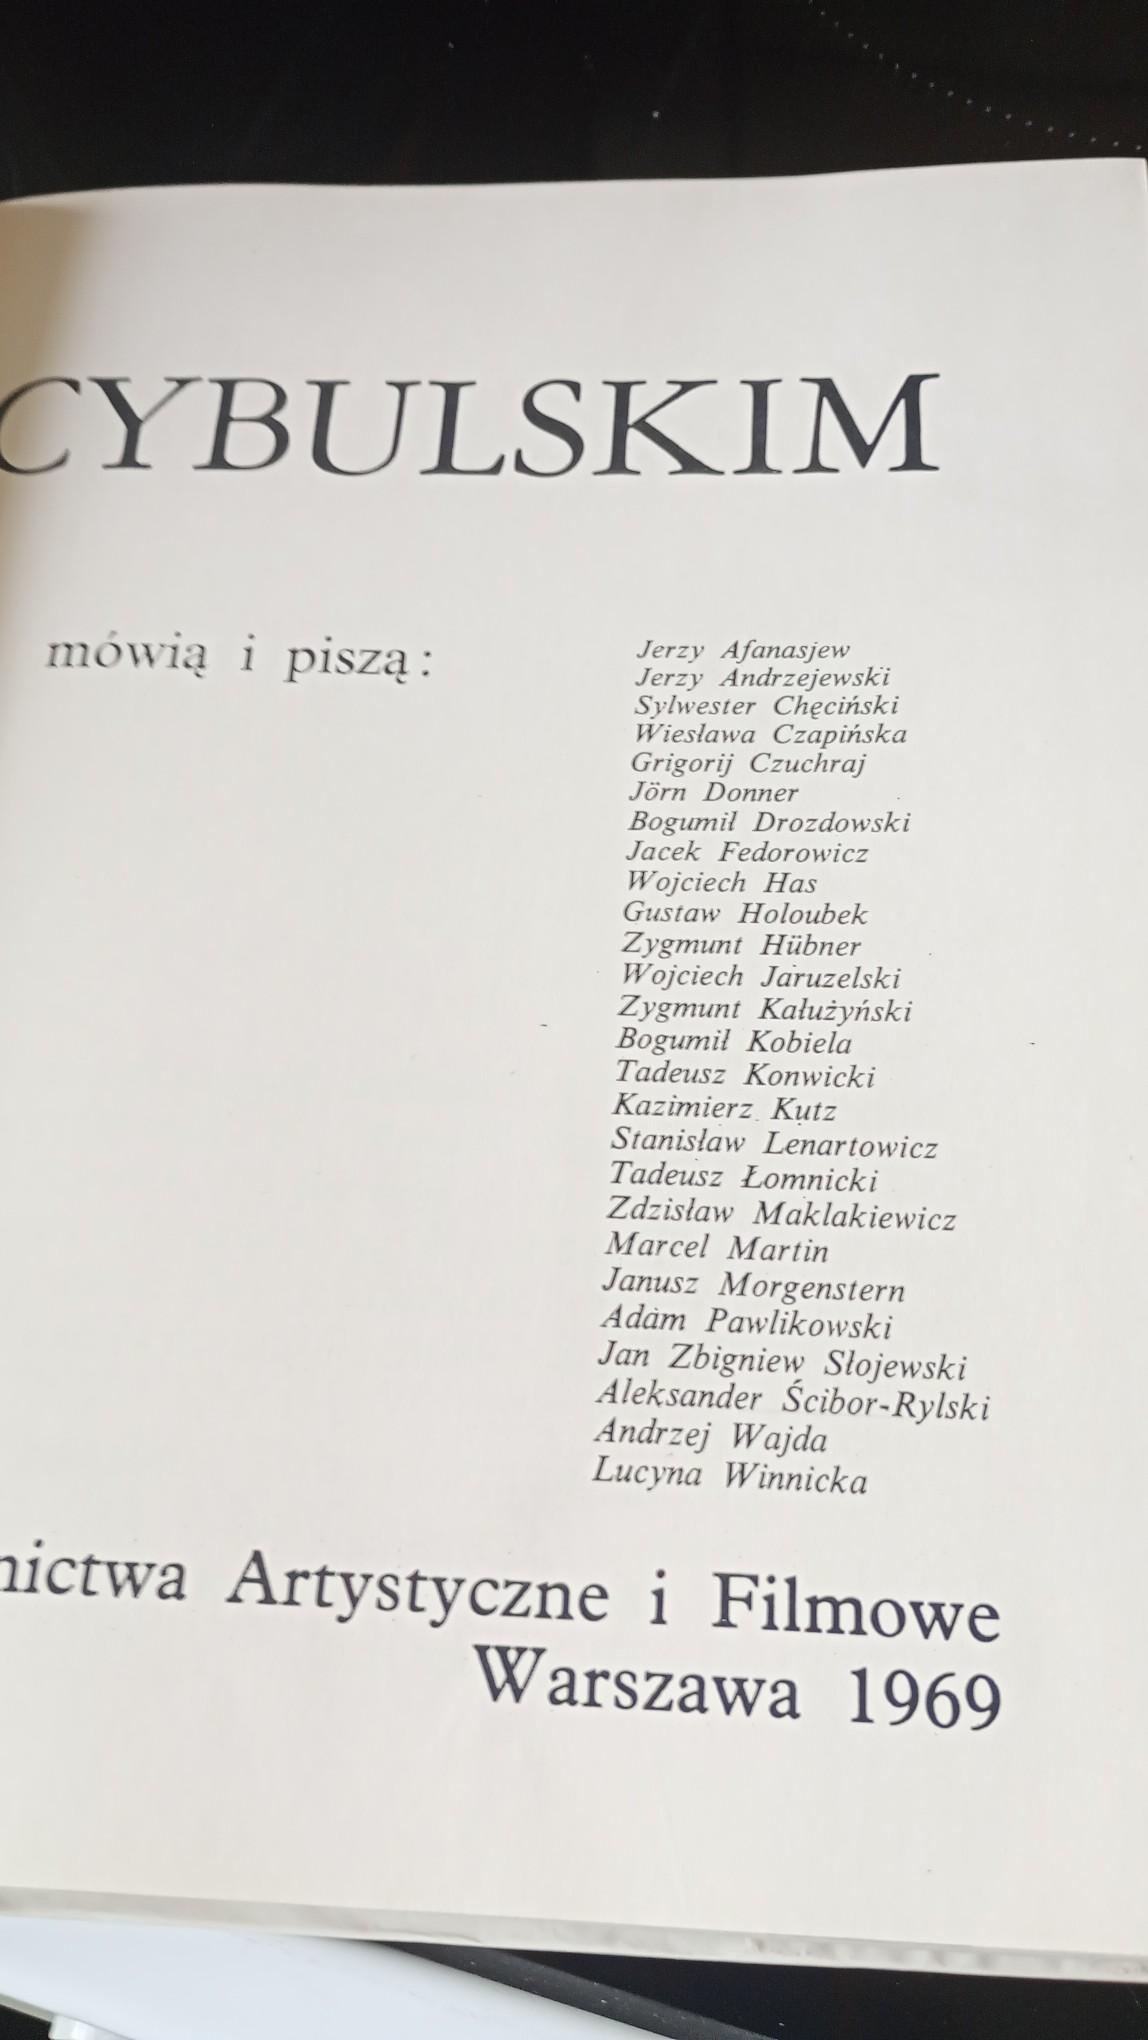 CYBULSKIM
mówią i piszą:
Jerzy Afanasjew
Jerzy Andrzejewski
Sylwester Chęciński
Wiesława Czapińska
Grigorij Czuchraj
Jörn Donner
Bogumił Drozdowski
Jacek Fedorowicz
Wojciech Has
Gustaw Holoubek
Zygmunt Hübner
Wojciech Jaruzelski
Zygmunt Kałużyński
Bogumił Kobiela
Tadeusz Konwicki
Kazimierz Kutz
Stanisław Lenartowicz
Tadeusz Łomnicki
Zdzisław Maklakiewicz
Marcel Martin
Janusz Morgenstern
Adam Pawlikowski
Jan Zbigniew Słojewski
Aleksander Ścibor-Rylski
Andrzej Wajda
Lucyna Winnicka
nictwa Artystyczne i Filmowe
Warszawa 1969